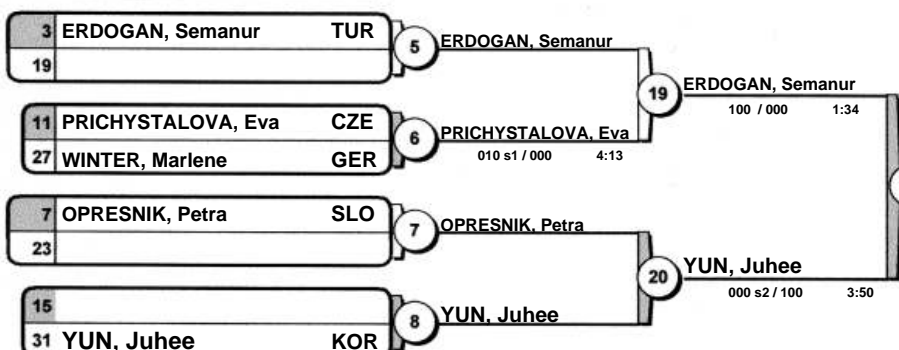 3 ERDOGAN, Semanur TUR
19
5 ERDOGAN, Semanur
11 PRICHYSTALOVA, Eva CZE
27 WINTER, Marlene GER
6 PRICHYSTALOVA, Eva
010 s1 / 000 4:13
19 ERDOGAN, Semanur
100 / 000 1:34
7 OPRESNIK, Petra SLO
23
7 OPRESNIK, Petra
15
31 YUN, Juhee KOR
8 YUN, Juhee
20 YUN, Juhee
000 s2 / 100 3:50